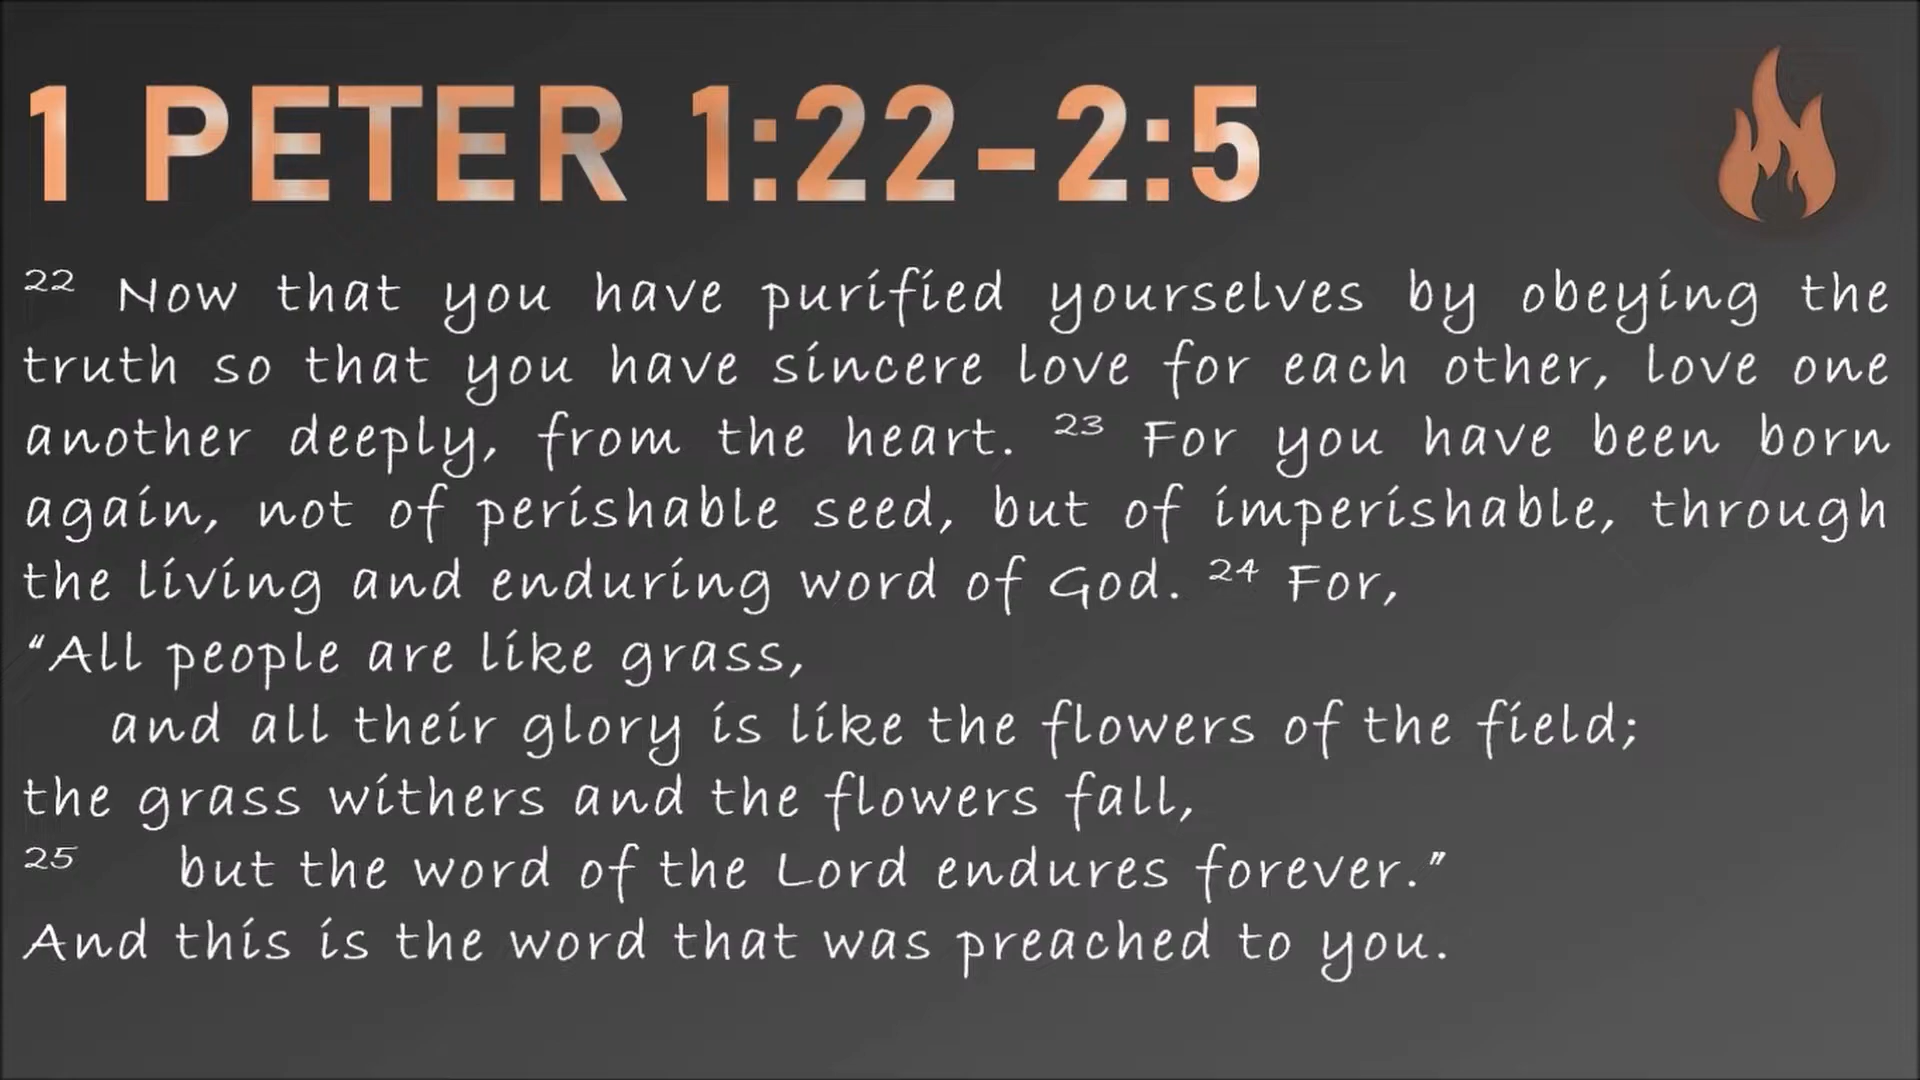 1 PETER 1:22-2:5
22 Now that you have purified yourselves by obeying the
truth so that you have sincere love for each other, love one
another deeply, from the heart. 23 For you have been born
again, not of perishable seed, but of imperishable, through
the living and enduring word of God. 24 For,
“All people are like grass,
and all their glory is like the flowers of the field;
the grass withers and the flowers fall,
25 but the word of the Lord endures forever.”
And this is the word that was preached to you.